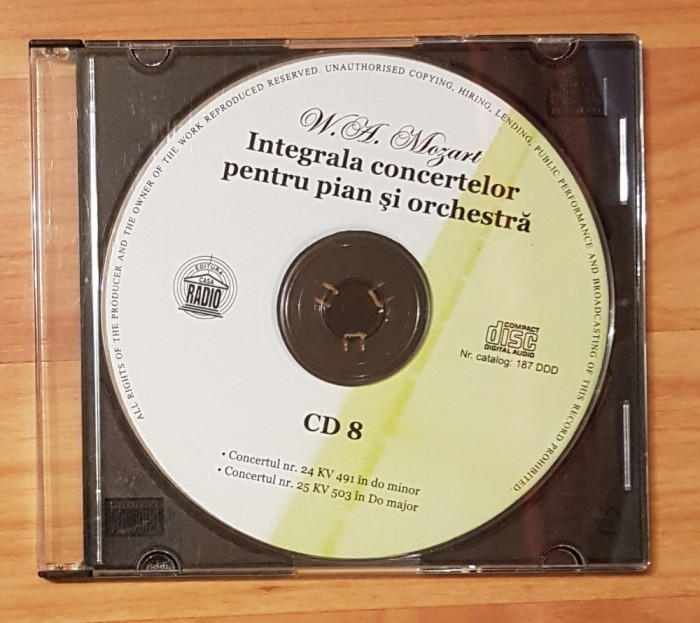 ALL RIGHTS OF THE PRODUCER AND THE OWNER OF THE WORK REPRODUCED RESERVED. UNAUTHORISED COPYING, HIRING, LENDING, PUBLIC PERFORMANCE AND BROADCASTING OF THIS RECORD PROHIBITED.
W.A. Mozart
Integrala concertelor
pentru pian şi orchestră
EDITURA
CASA
RADIO
COMPACT
disc
DIGITAL AUDIO
Nr. catalog: 187 DDD
CD 8
• Concertul nr. 24 KV 491 în do minor
• Concertul nr. 25 KV 503 în Do major